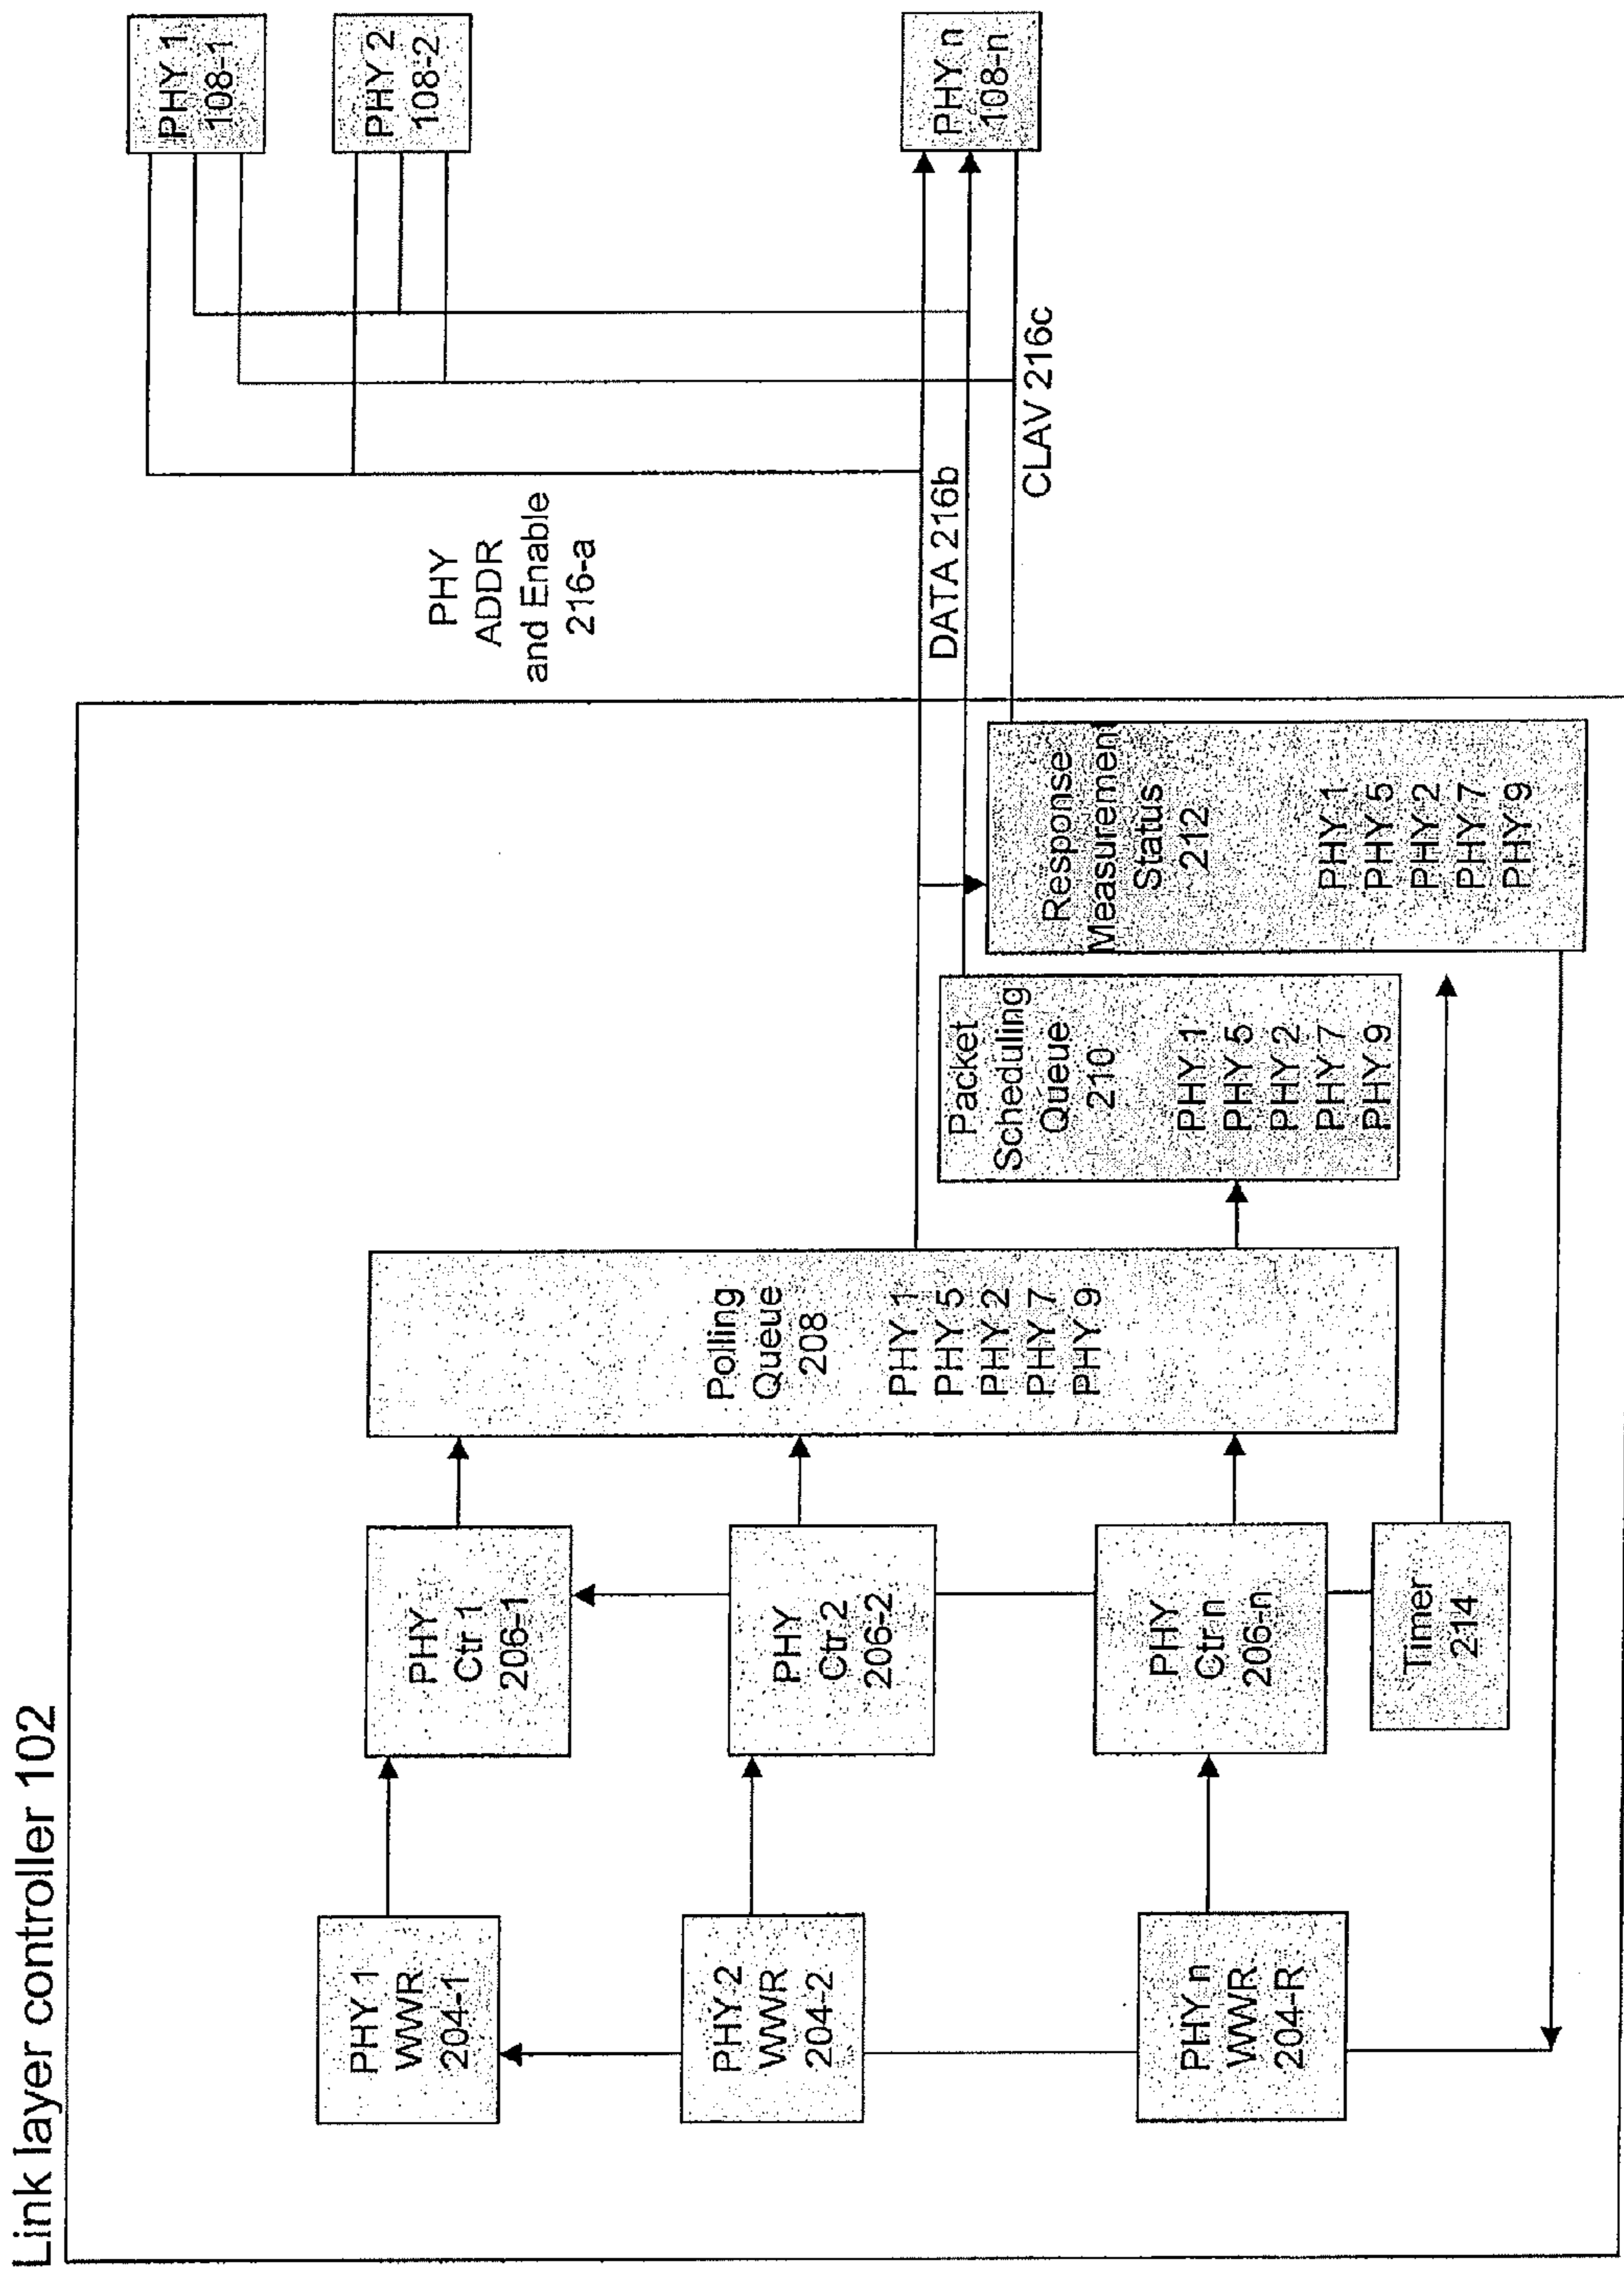 Link layer controller 102
PHY 1
WWR
204-1
PHY 2
WWR
204-2
PHY n
WWR
204-R
PHY
Ctr 1
206-1
PHY
Ctr 2
206-2
PHY
Ctr n
206-n
Timer
214
Polling
Queue
208
PHY 1
PHY 5
PHY 2
PHY 7
PHY 9
Packet
Scheduling
Queue
210
PHY 1
PHY 5
PHY 2
PHY 7
PHY 9
Response
Measurement
Status
212
PHY 1
PHY 5
PHY 2
PHY 7
PHY 9
PHY
ADDR
and Enable
216-a
DATA 216b
CLAV 216c
PHY 1
108-1
PHY 2
108-2
PHY n
108-n